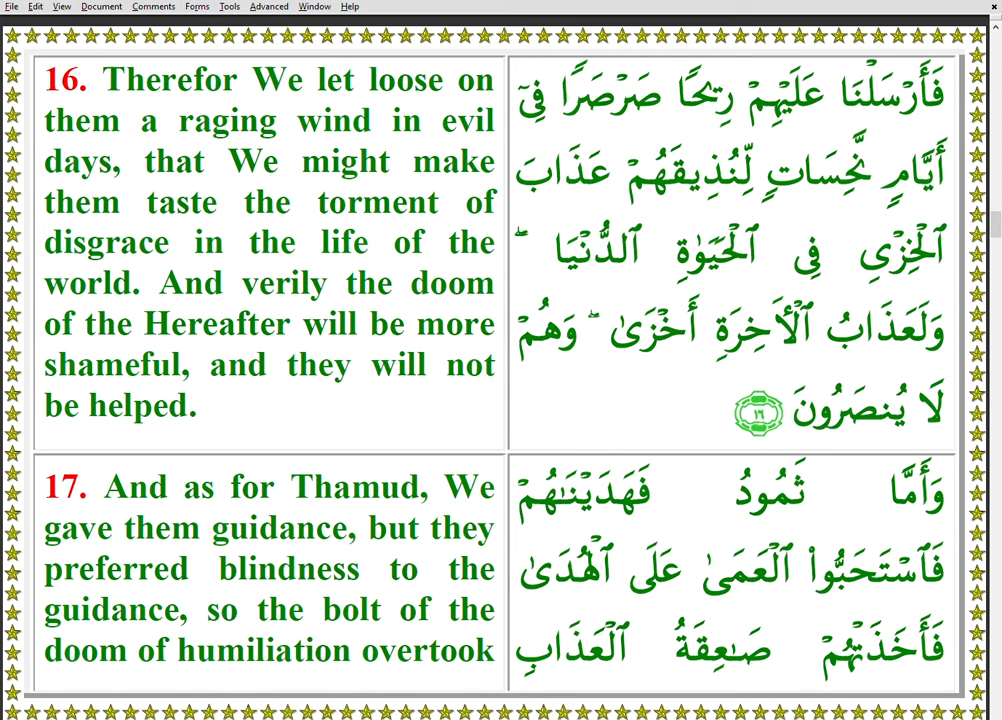 File Edit View Document Comments Forms Tools Advanced Window Help
16. Therefor We let loose on
them a raging wind in evil
days, that We might make
them taste the torment of
disgrace in the life of the
world. And verily the doom
of the Hereafter will be more
shameful, and they will not
be helped.
فَأَرْسَلْنَا عَلَيْهِمْ رِيحًا صَرْصَرًا فِىٓ
أَيَّامٍ نَّحِسَاتٍ لِّنُذِيقَهُمْ عَذَابَ
ٱلْخِزْىِ فِى ٱلْحَيَوٰةِ ٱلدُّنْيَا ۖ
وَلَعَذَابُ ٱلْأَخِرَةِ أَخْزَىٰ ۖ وَهُمْ
لَا يُنصَرُونَ ١٦
17. And as for Thamud, We
gave them guidance, but they
preferred blindness to the
guidance, so the bolt of the
doom of humiliation overtook
وَأَمَّا ثَمُودُ فَهَدَيْنَـٰهُمْ
فَٱسْتَحَبُّوا۟ ٱلْعَمَىٰ عَلَى ٱلْهُدَىٰ
فَأَخَذَتْهُمْ صَـٰعِقَةُ ٱلْعَذَابِ